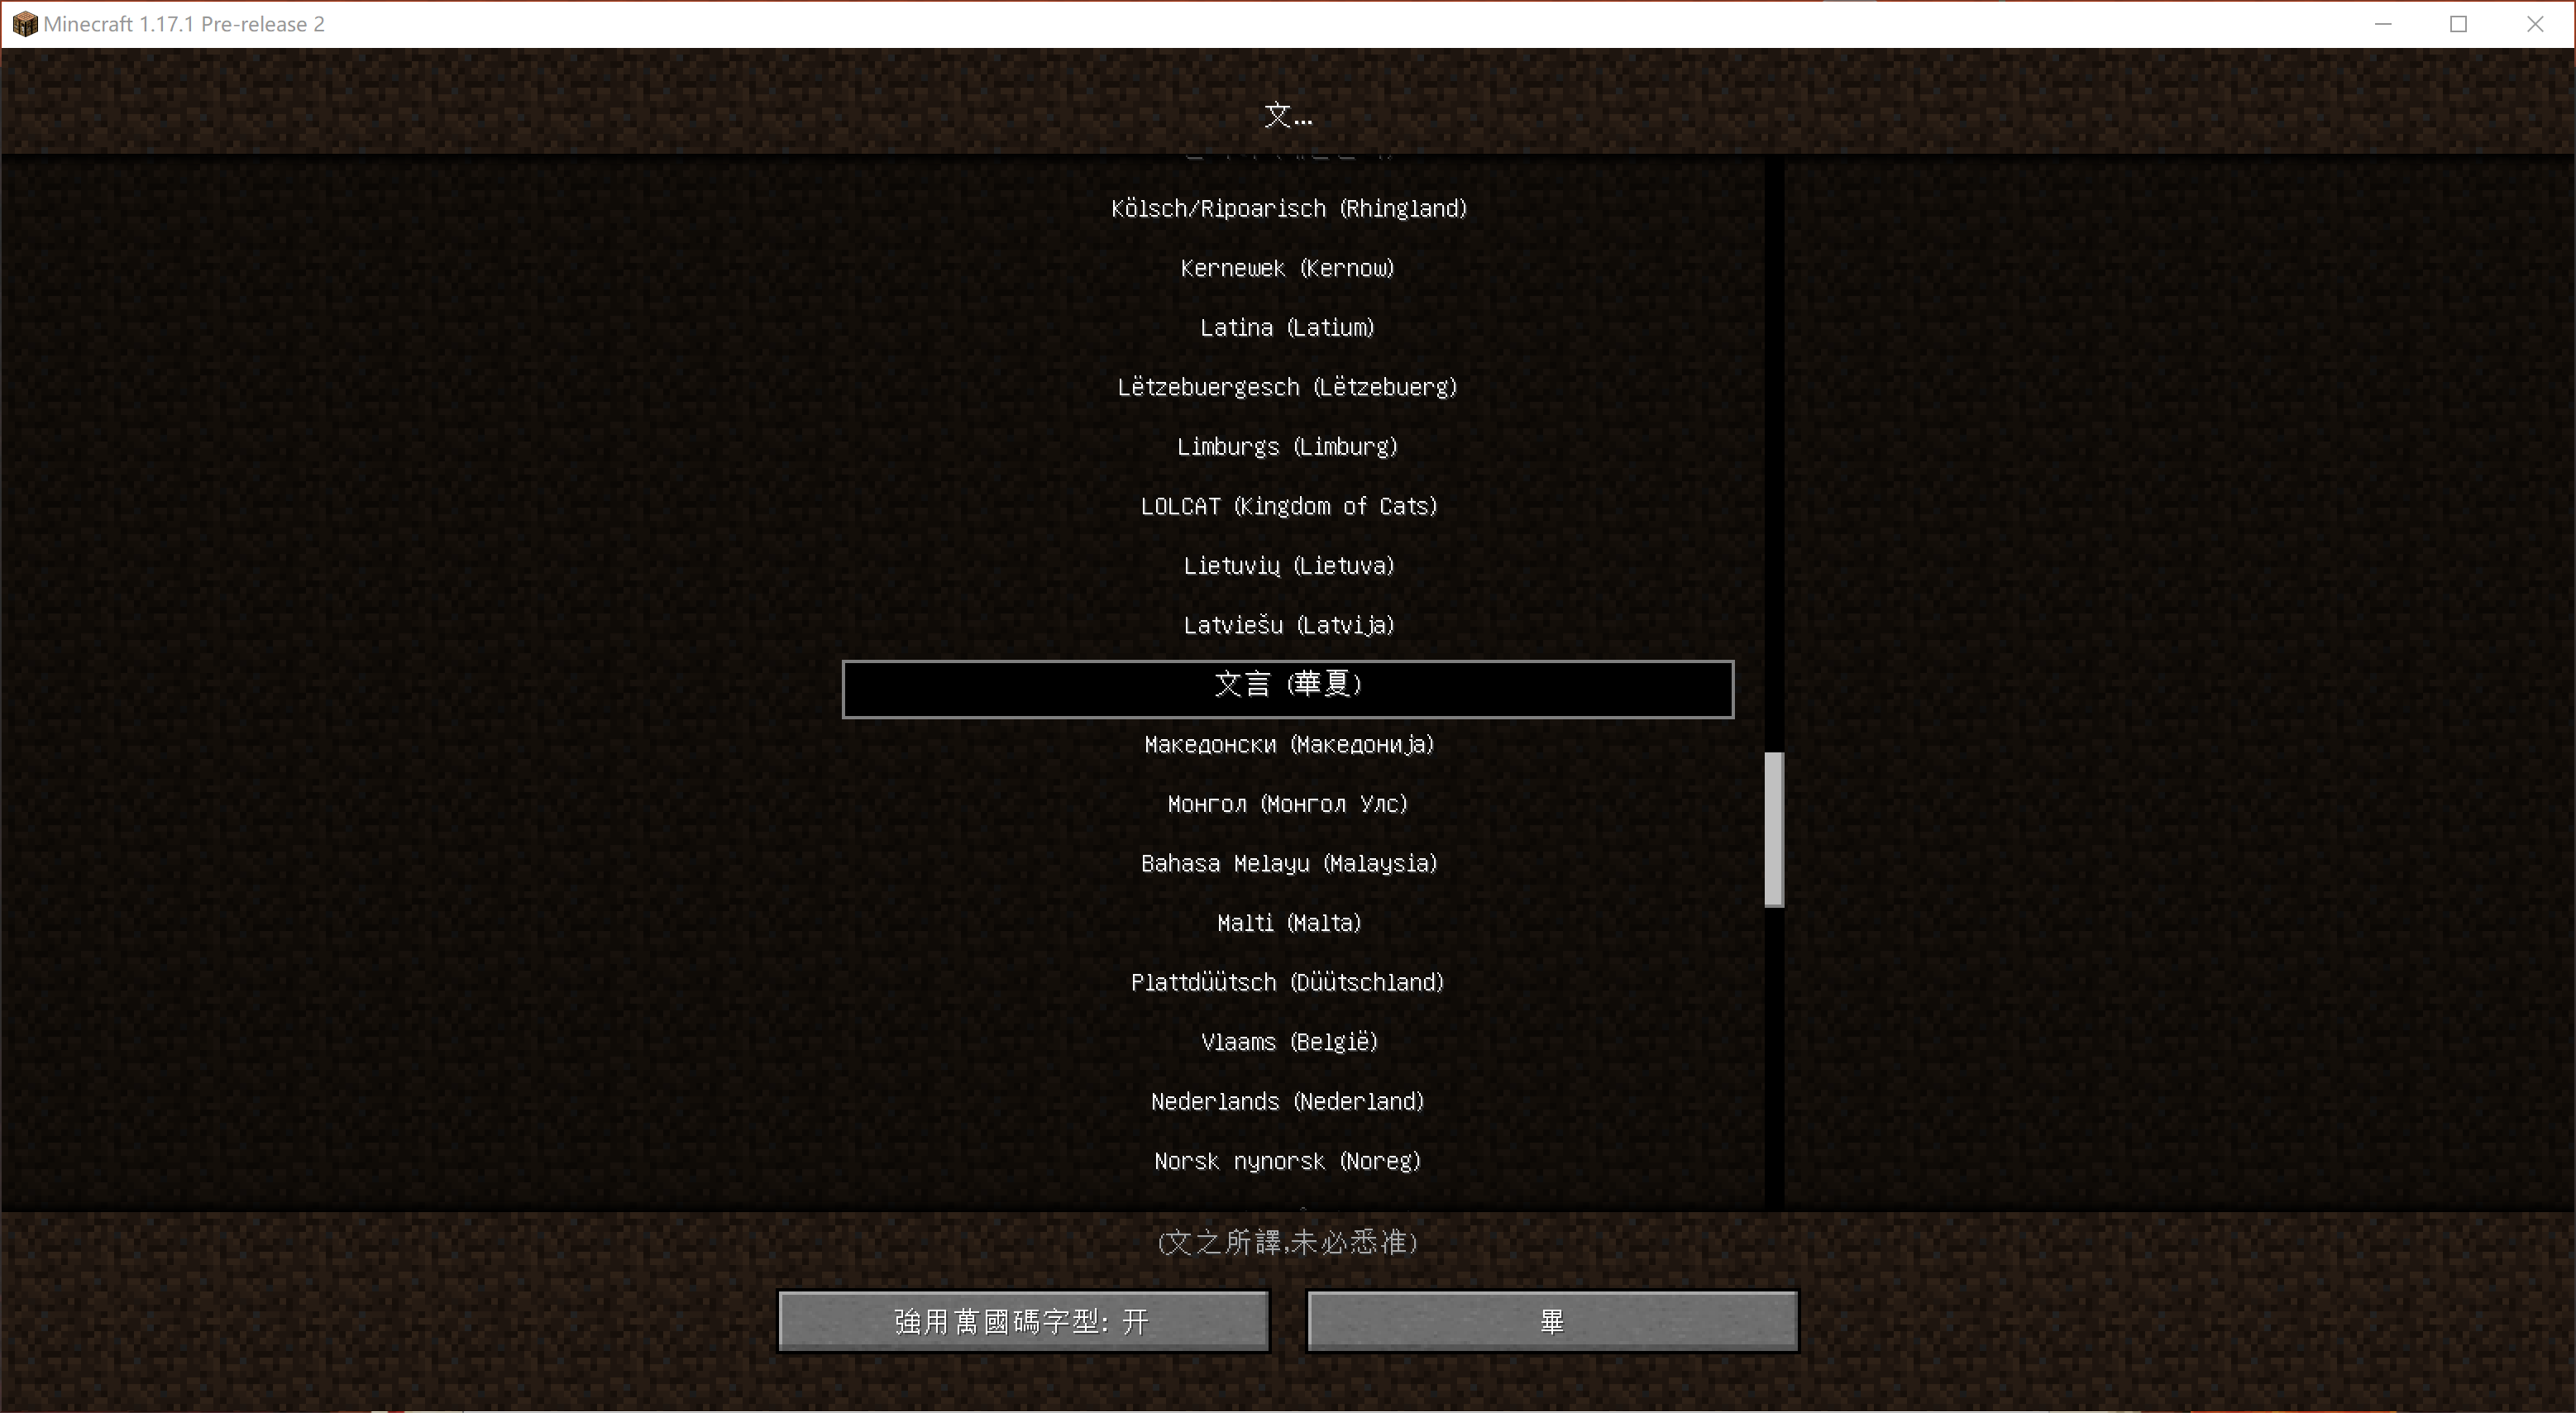 Minecraft 1.17.1 Pre-release 2
文...
Kölsch/Ripoarisch (Rhingland)
Kernewek (Kernow)
Latina (Latium)
Lëtzebuergesch (Lëtzebuerg)
Limburgs (Limburg)
LOLCAT (Kingdom of Cats)
Lietuvių (Lietuva)
Latviešu (Latvija)
文言 (華夏)
Македонски (Македонија)
Монгол (Монгол Улс)
Bahasa Melayu (Malaysia)
Malti (Malta)
Plattdüütsch (Düütschland)
Vlaams (België)
Nederlands (Nederland)
Norsk nynorsk (Noreg)
(文之所譯,未必悉准)
強用萬國碼字型: 开
畢